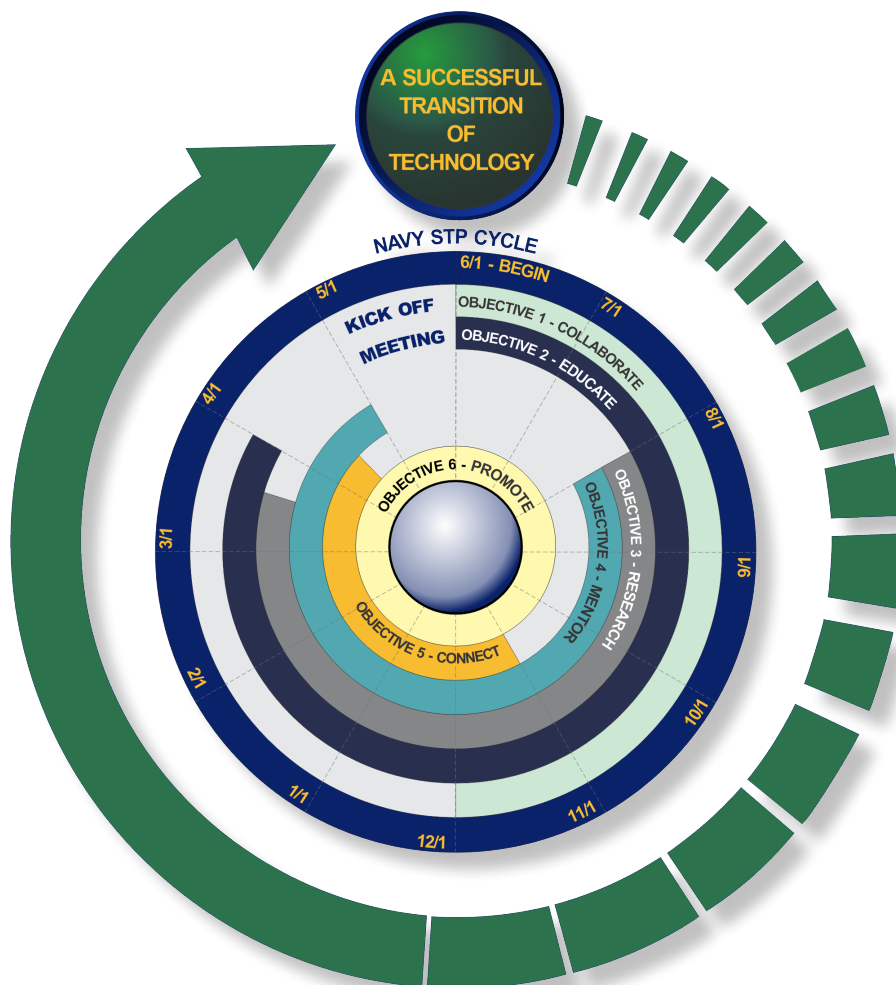 A SUCCESSFUL
TRANSITION
OF
TECHNOLOGY
NAVY STP CYCLE
6/1 - BEGIN
7/1
8/1
9/1
10/1
11/1
12/1
1/1
2/1
3/1
4/1
5/1
KICK OFF
MEETING
OBJECTIVE 1 - COLLABORATE
OBJECTIVE 2 - EDUCATE
OBJECTIVE 3 - RESEARCH
OBJECTIVE 4 - MENTOR
OBJECTIVE 5 - CONNECT
OBJECTIVE 6 - PROMOTE